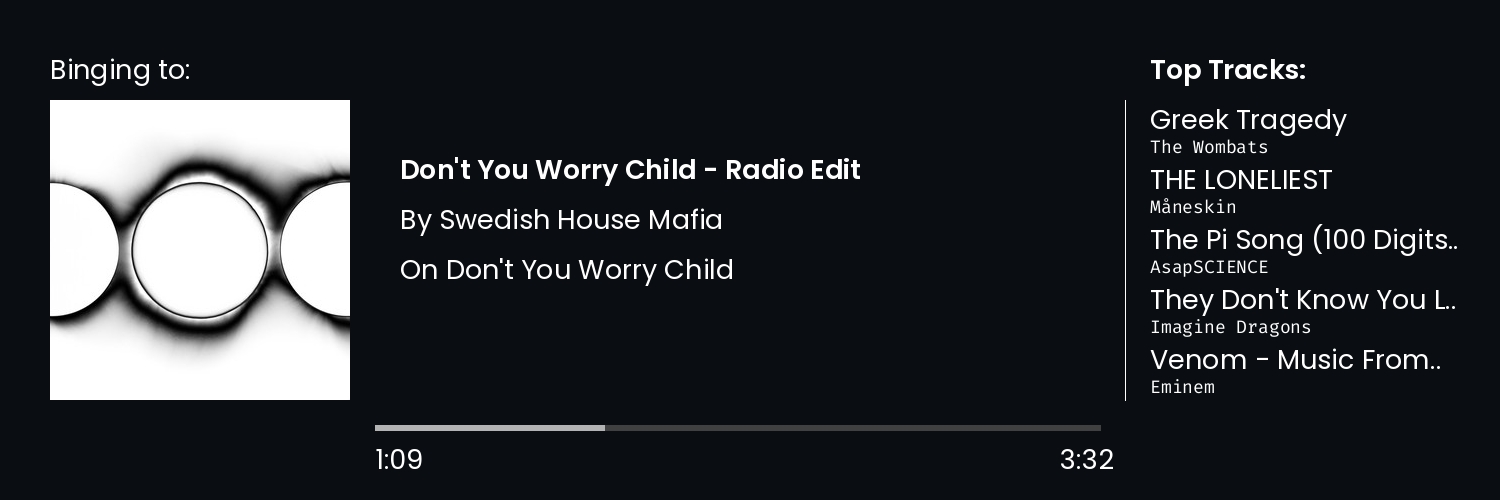 Binging to:
Don't You Worry Child - Radio Edit
By Swedish House Mafia
On Don't You Worry Child
1:09
3:32
Top Tracks:
Greek Tragedy
The Wombats
THE LONELIEST
Måneskin
The Pi Song (100 Digits..
AsapSCIENCE
They Don't Know You L..
Imagine Dragons
Venom - Music From..
Eminem